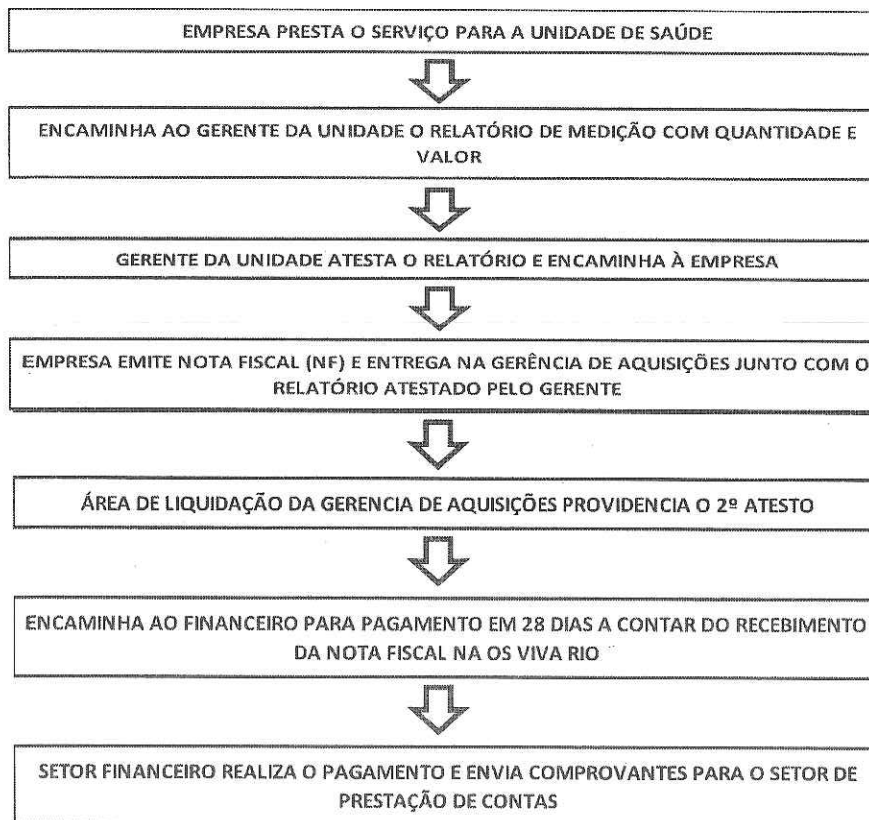 EMPRESA PRESTA O SERVIÇO PARA A UNIDADE DE SAÚDE
ENCAMINHA AO GERENTE DA UNIDADE O RELATÓRIO DE MEDIÇÃO COM QUANTIDADE E
VALOR
GERENTE DA UNIDADE ATESTA O RELATÓRIO E ENCAMINHA À EMPRESA
EMPRESA EMITE NOTA FISCAL (NF) E ENTREGA NA GERÊNCIA DE AQUISIÇÕES JUNTO COM O
RELATÓRIO ATESTADO PELO GERENTE
ÁREA DE LIQUIDAÇÃO DA GERENCIA DE AQUISIÇÕES PROVIDENCIA O 2º ATESTO
ENCAMINHA AO FINANCEIRO PARA PAGAMENTO EM 28 DIAS A CONTAR DO RECEBIMENTO
DA NOTA FISCAL NA OS VIVA RIO
SETOR FINANCEIRO REALIZA O PAGAMENTO E ENVIA COMPROVANTES PARA O SETOR DE
PRESTAÇÃO DE CONTAS